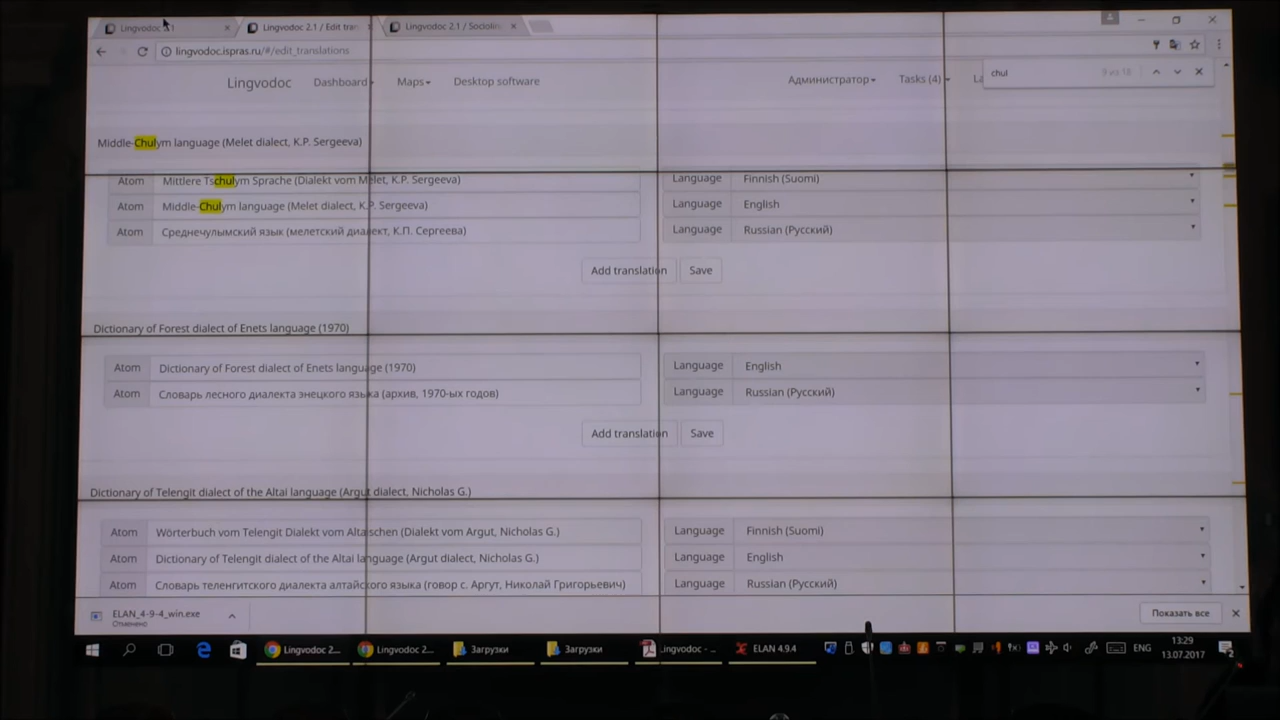 Lingvodoc 2.1
Lingvodoc 2.1 / Edit tran
Lingvodoc 2.1 / Sociolin
lingvodoc.ispras.ru/#/edit_translations
chul
Lingvodoc Dashboard Maps Desktop software Администратор Tasks (4)
Middle-Chulym language (Melet dialect, K.P. Sergeeva)
Atom Mittlere Tschulym Sprache (Dialekt vom Melet, K.P. Sergeeva) Language Finnish (Suomi)
Atom Middle-Chulym language (Melet dialect, K.P. Sergeeva) Language English
Atom Среднечулымский язык (мелетский диалект, К.П. Сергеева) Language Russian (Русский)
Add translation Save
Dictionary of Forest dialect of Enets language (1970)
Atom Dictionary of Forest dialect of Enets language (1970) Language English
Atom Словарь лесного диалекта энецкого языка (архив, 1970-ых годов) Language Russian (Русский)
Add translation Save
Dictionary of Telengit dialect of the Altai language (Argut dialect, Nicholas G.)
Atom Wörterbuch vom Telengit Dialekt vom Altaischen (Dialekt vom Argut, Nicholas G.) Language Finnish (Suomi)
Atom Dictionary of Telengit dialect of the Altai language (Argut dialect, Nicholas G.) Language English
Atom Словарь теленгитского диалекта алтайского языка (говор с. Аргут, Николай Григорьевич) Language Russian (Русский)
ELAN_4-9-4_win.exe
Отменено
Показать все
Lingvodoc 2... Lingvodoc 2... Загрузки Загрузки Lingvodoc - ... ELAN 4.9.4 ENG
13:29
13.07.2017